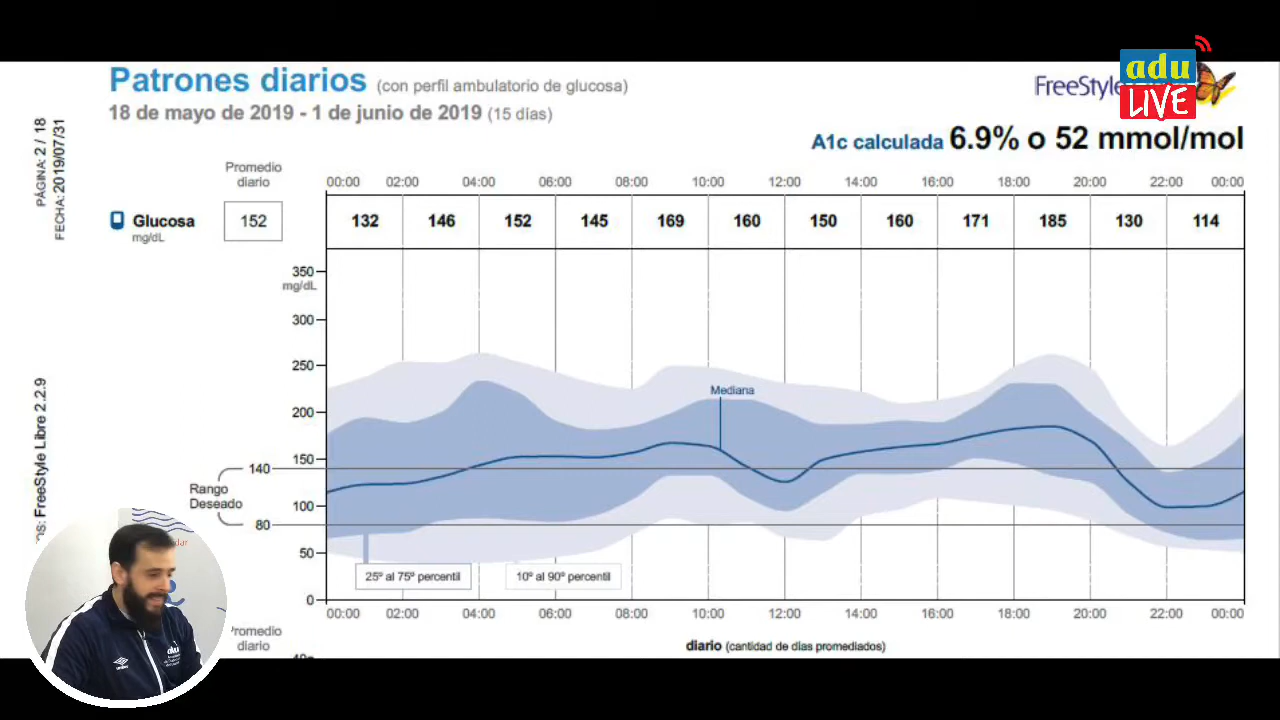 Patrones diarios (con perfil ambulatorio de glucosa)
18 de mayo de 2019 - 1 de junio de 2019 (15 días)
FreeStyle
adu
LIVE
A1c calculada 6.9% o 52 mmol/mol
PÁGINA: 2 / 18
FECHA:2019/07/31
Promedio
diario
00:00 02:00 04:00 06:00 08:00 10:00 12:00 14:00 16:00 18:00 20:00 22:00 00:00
Glucosa 152 132 146 152 145 169 160 150 160 171 185 130 114
mg/dL
350
mg/dL
300
250
Mediana
200
150
140
Rango
Deseado
100
80
50
25º al 75º percentil 10º al 90º percentil
0
00:00 02:00 04:00 06:00 08:00 10:00 12:00 14:00 16:00 18:00 20:00 22:00 00:00
FreeStyle Libre 2.2.9
Promedio
diario
diario (cantidad de días promediados)
adu
umbro